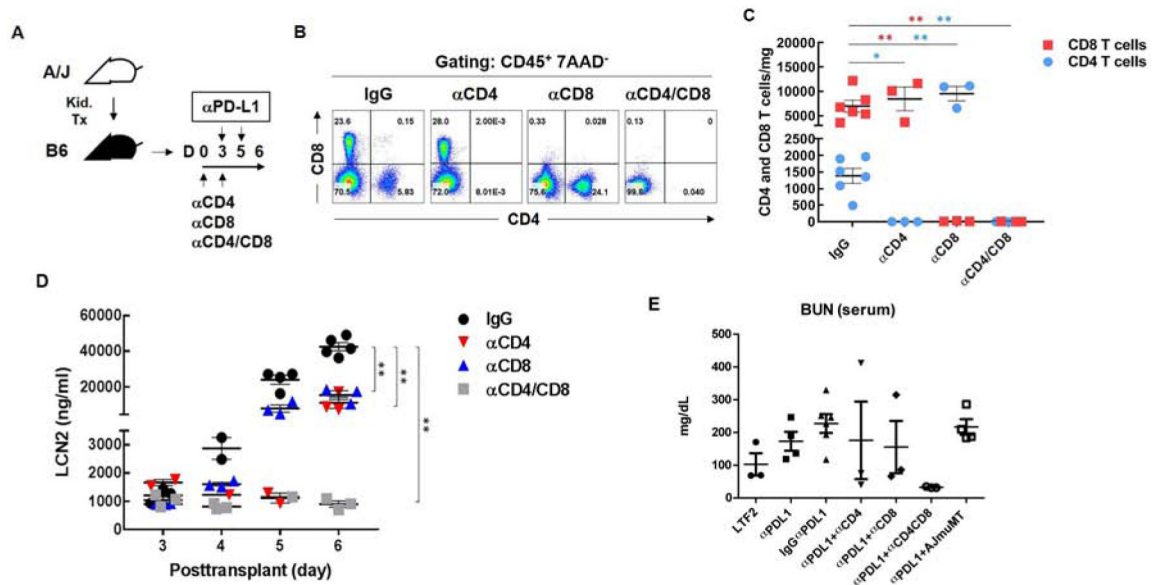 A
A/J
Kid.
Tx
B6
αPD-L1
D 0 3 5 6
αCD4
αCD8
αCD4/CD8
B
Gating: CD45+ 7AAD-
IgG αCD4 αCD8 αCD4/CD8
23.6 0.15 28.0 2.00E-3 0.33 0.028 0.13 0
CD8
70.5 5.83 72.0 8.01E-3 75.6 24.1 99.8 0.040
CD4
C
** **
** **
*
CD8 T cells
CD4 T cells
CD4 and CD8 T cells/mg
20000
15000
10000
5000
2000
1500
1000
500
0
IgG
αCD4
αCD8
αCD4/CD8
D
IgG
αCD4
αCD8
αCD4/CD8
LCN2 (ng/ml)
60000
40000
20000
3000
2000
1000
0
** ** **
3 4 5 6
Posttransplant (day)
E
BUN (serum)
mg/dL
500
400
300
200
100
0
LTF2
αPDL1
IgGαPDL1
αPDL1+αCD4
αPDL1+αCD8
αPDL1+αCD4CD8
αPDL1+AJmuMT